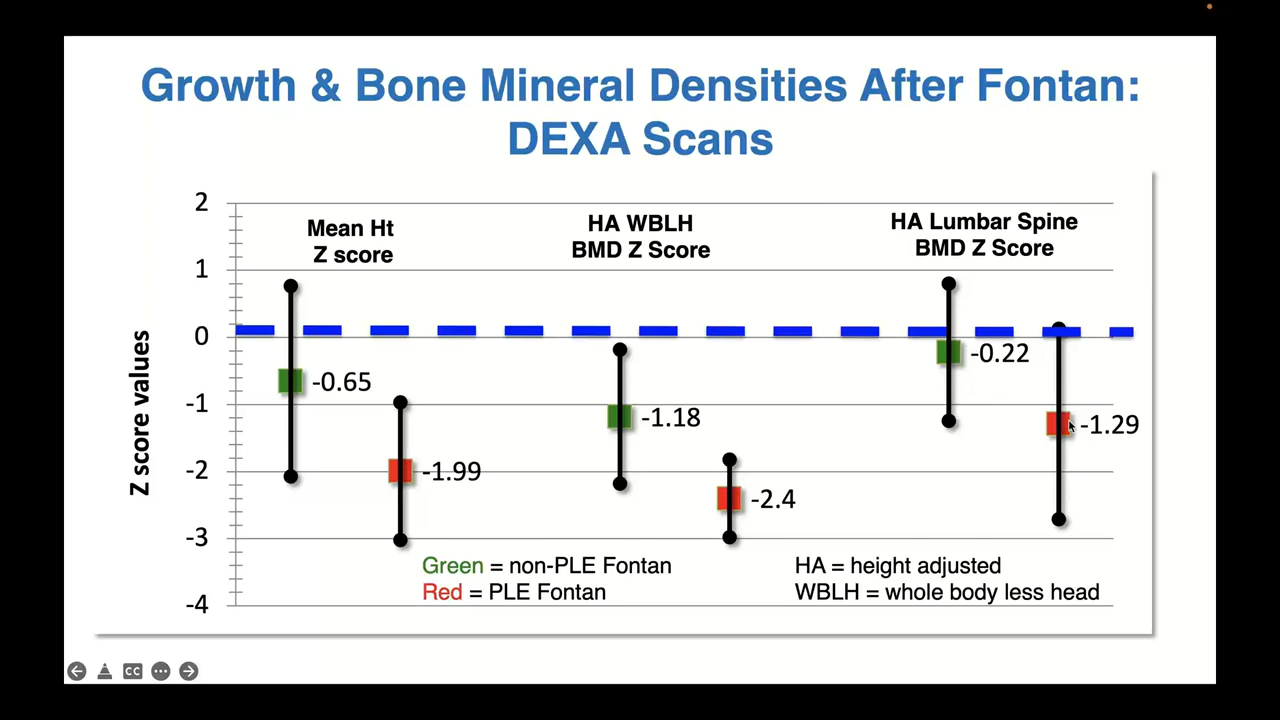 Growth & Bone Mineral Densities After Fontan:
DEXA Scans
Z score values
2
1
0
-1
-2
-3
-4
Mean Ht
Z score
HA WBLH
BMD Z Score
HA Lumbar Spine
BMD Z Score
-0.65
-1.99
-1.18
-2.4
-0.22
-1.29
Green = non-PLE Fontan
Red = PLE Fontan
HA = height adjusted
WBLH = whole body less head
CC